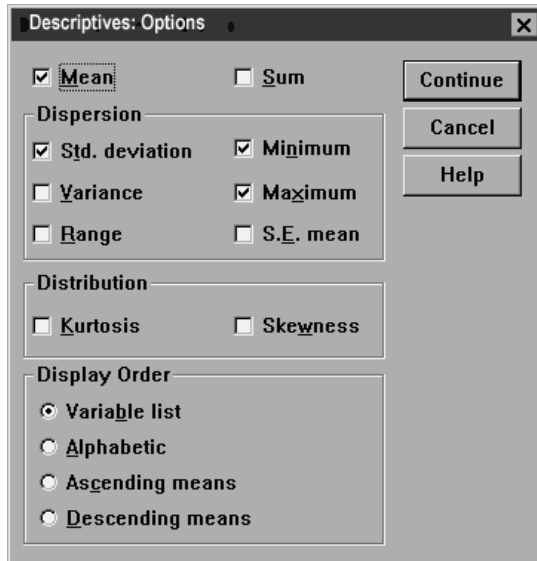 Descriptives: Options
Mean
Sum
Continue
Dispersion
Cancel
Std. deviation
Minimum
Help
Variance
Maximum
Range
S.E. mean
Distribution
Kurtosis
Skewness
Display Order
Variable list
Alphabetic
Ascending means
Descending means